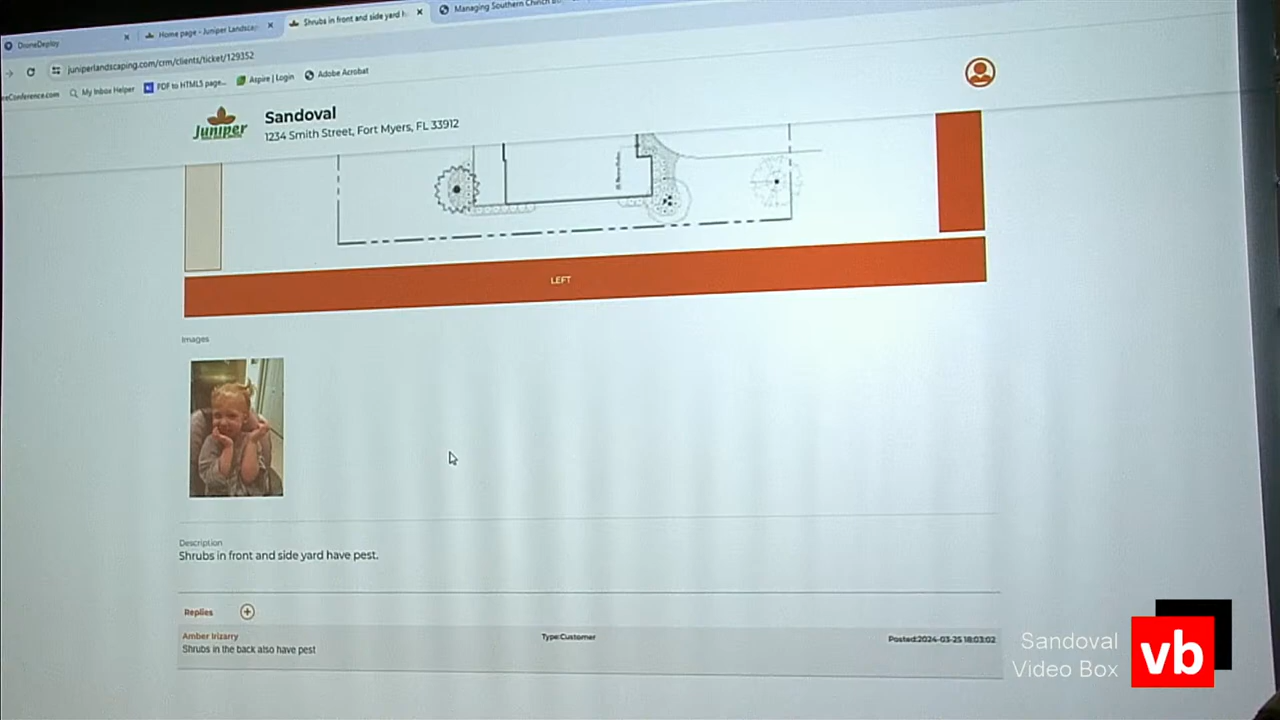 DroneDeploy
Home page - Juniper Landsca
Shrubs in front and side yard h
Managing Southern Chinch B
juniperlandscaping.com/crm/clients/ticket/129352
My Inbox Helper
PDF to HTML5 page...
Aspire | Login
Adobe Acrobat
Juniper
Sandoval
1234 Smith Street, Fort Myers, FL 33912
LEFT
Images
Description
Shrubs in front and side yard have pest.
Replies
Amber Irizarry
Type:Customer
Posted:2024-03-25 18:03:02
Shrubs in the back also have pest
Sandoval
Video Box
vb